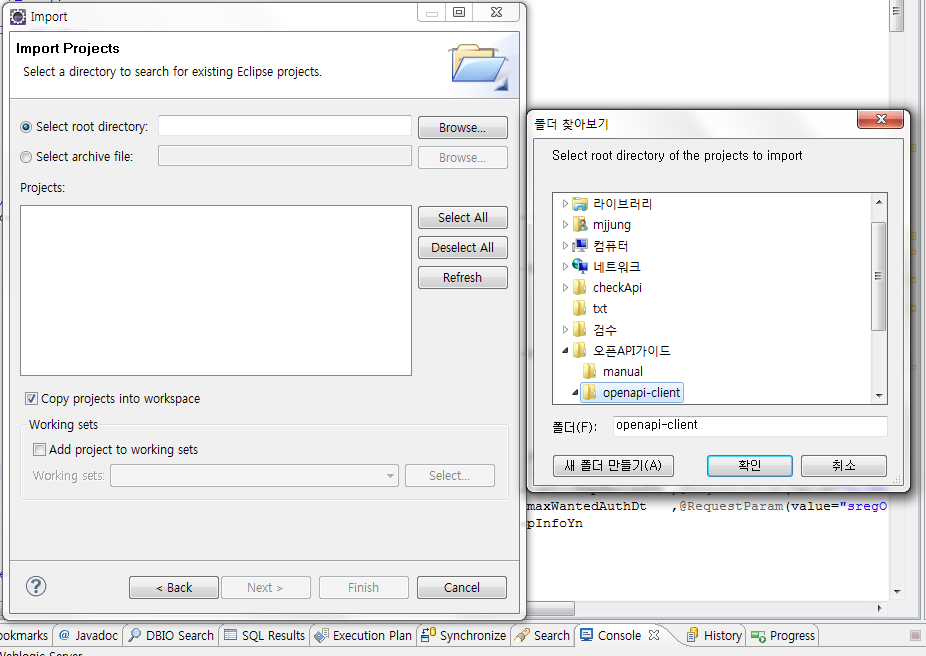 Import
Import Projects
Select a directory to search for existing Eclipse projects.
Select root directory:
Browse...
Select archive file:
Browse...
Projects:
Select All
Deselect All
Refresh
Copy projects into workspace
Working sets
Add project to working sets
Working sets:
Select...
?
< Back
Next >
Finish
Cancel
폴더 찾아보기
Select root directory of the projects to import
라이브러리
mjjung
컴퓨터
네트워크
checkApi
txt
검수
오픈API가이드
manual
openapi-client
폴더(F):
openapi-client
새 폴더 만들기(A)
확인
취소
maxWantedAuthDt ,@RequestParam(value="sregO
pInfoYn
ookmarks
@ Javadoc
DBIO Search
SQL Results
Execution Plan
Synchronize
Search
Console
History
Progress